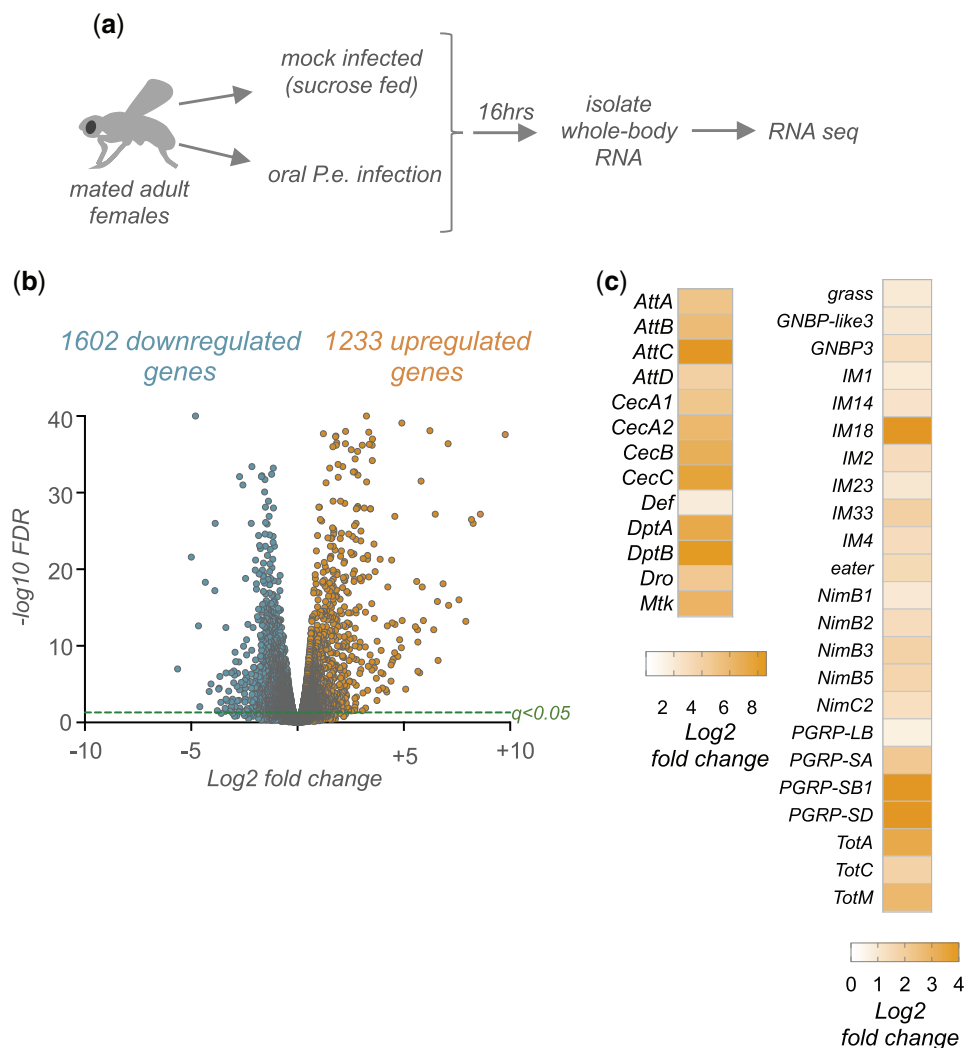 (a)
mock infected
(sucrose fed)
oral P.e. infection
mated adult
females
16hrs
isolate
whole-body
RNA
RNA seq
(b)
1602 downregulated
genes
1233 upregulated
genes
-log10 FDR
40
30
20
10
0
q<0.05
-10
-5
0
+5
+10
Log2 fold change
(c)
AttA
AttB
AttC
AttD
CecA1
CecA2
CecB
CecC
Def
DptA
DptB
Dro
Mtk
2 4 6 8
Log2
fold change
grass
GNBP-like3
GNBP3
IM1
IM14
IM18
IM2
IM23
IM33
IM4
eater
NimB1
NimB2
NimB3
NimB5
NimC2
PGRP-LB
PGRP-SA
PGRP-SB1
PGRP-SD
TotA
TotC
TotM
0 1 2 3 4
Log2
fold change